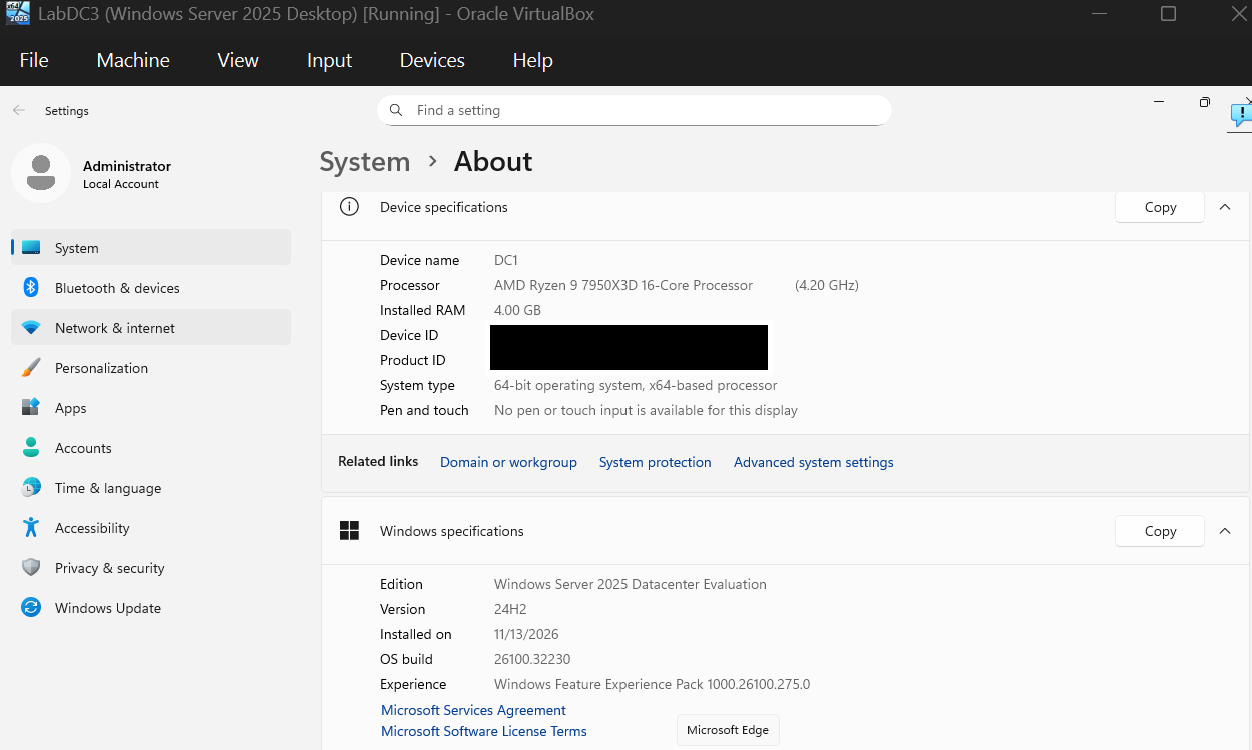 x64
2025
LabDC3 (Windows Server 2025 Desktop) [Running] - Oracle VirtualBox
File Machine View Input Devices Help
Settings
Find a setting
Administrator
Local Account
System
Bluetooth & devices
Network & internet
Personalization
Apps
Accounts
Time & language
Accessibility
Privacy & security
Windows Update
System > About
Device specifications Copy
Device name DC1
Processor AMD Ryzen 9 7950X3D 16-Core Processor (4.20 GHz)
Installed RAM 4.00 GB
Device ID
Product ID
System type 64-bit operating system, x64-based processor
Pen and touch No pen or touch input is available for this display
Related links Domain or workgroup System protection Advanced system settings
Windows specifications Copy
Edition Windows Server 2025 Datacenter Evaluation
Version 24H2
Installed on 11/13/2026
OS build 26100.32230
Experience Windows Feature Experience Pack 1000.26100.275.0
Microsoft Services Agreement
Microsoft Software License Terms
Microsoft Edge